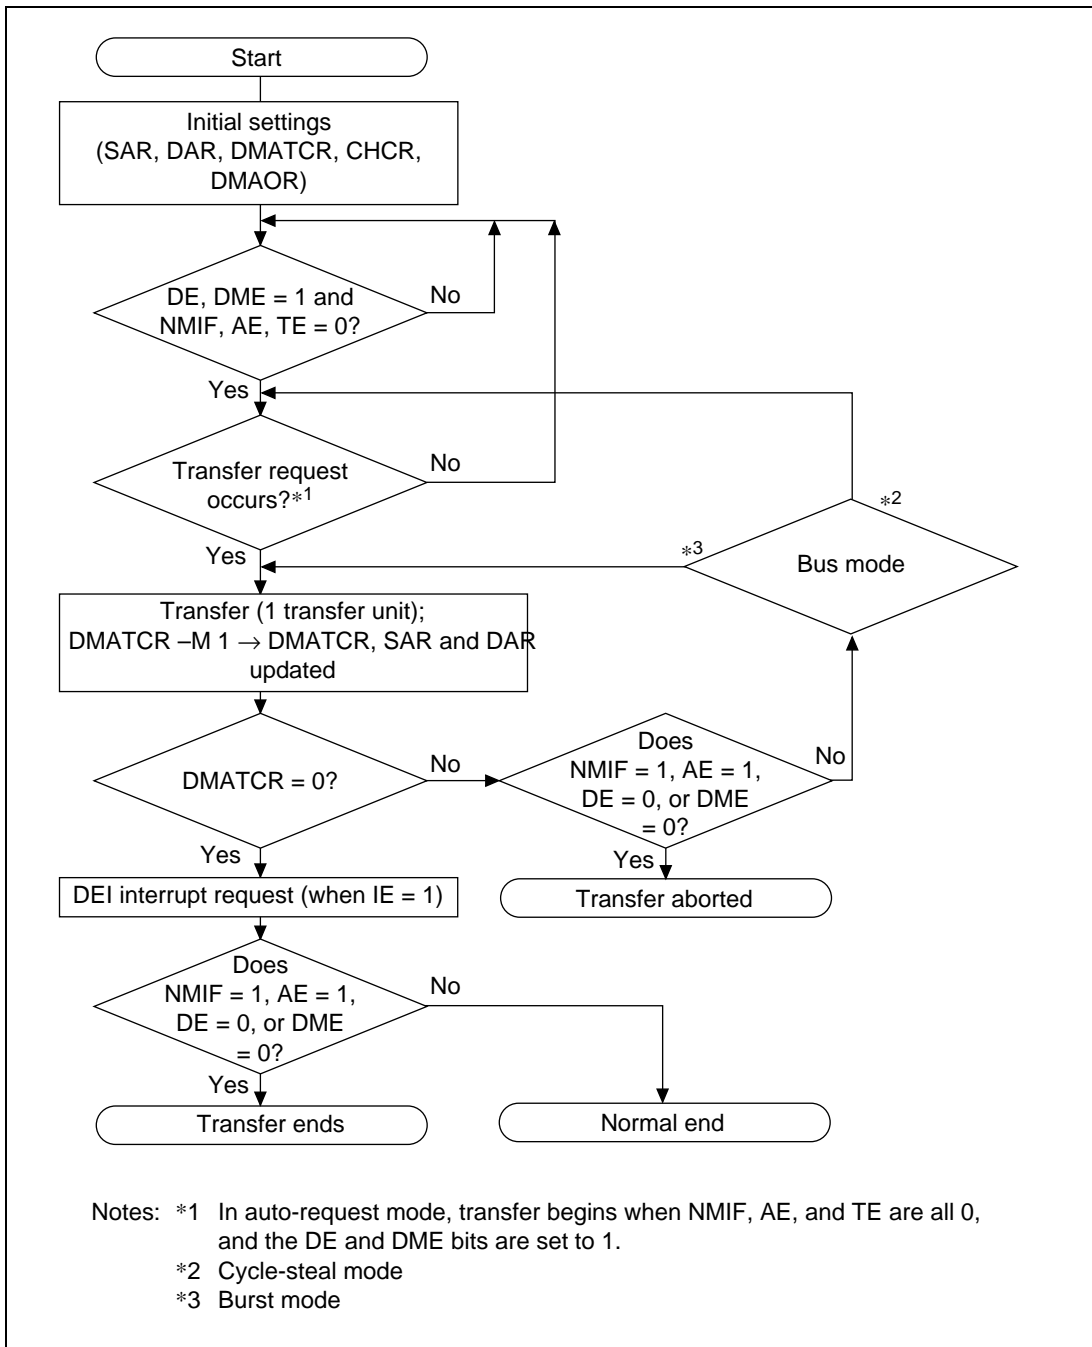 Start
Initial settings
(SAR, DAR, DMATCR, CHCR,
DMAOR)
DE, DME = 1 and
NMIF, AE, TE = 0?
No
Yes
Transfer request
occurs?*1
No
Yes
*2
*3
Bus mode
Transfer (1 transfer unit);
DMATCR –M 1 → DMATCR, SAR and DAR
updated
DMATCR = 0?
No
Does
NMIF = 1, AE = 1,
DE = 0, or DME
= 0?
No
Yes
Yes
DEI interrupt request (when IE = 1)
Transfer aborted
Does
NMIF = 1, AE = 1,
DE = 0, or DME
= 0?
No
Yes
Transfer ends
Normal end
Notes: *1 In auto-request mode, transfer begins when NMIF, AE, and TE are all 0,
and the DE and DME bits are set to 1.
*2 Cycle-steal mode
*3 Burst mode